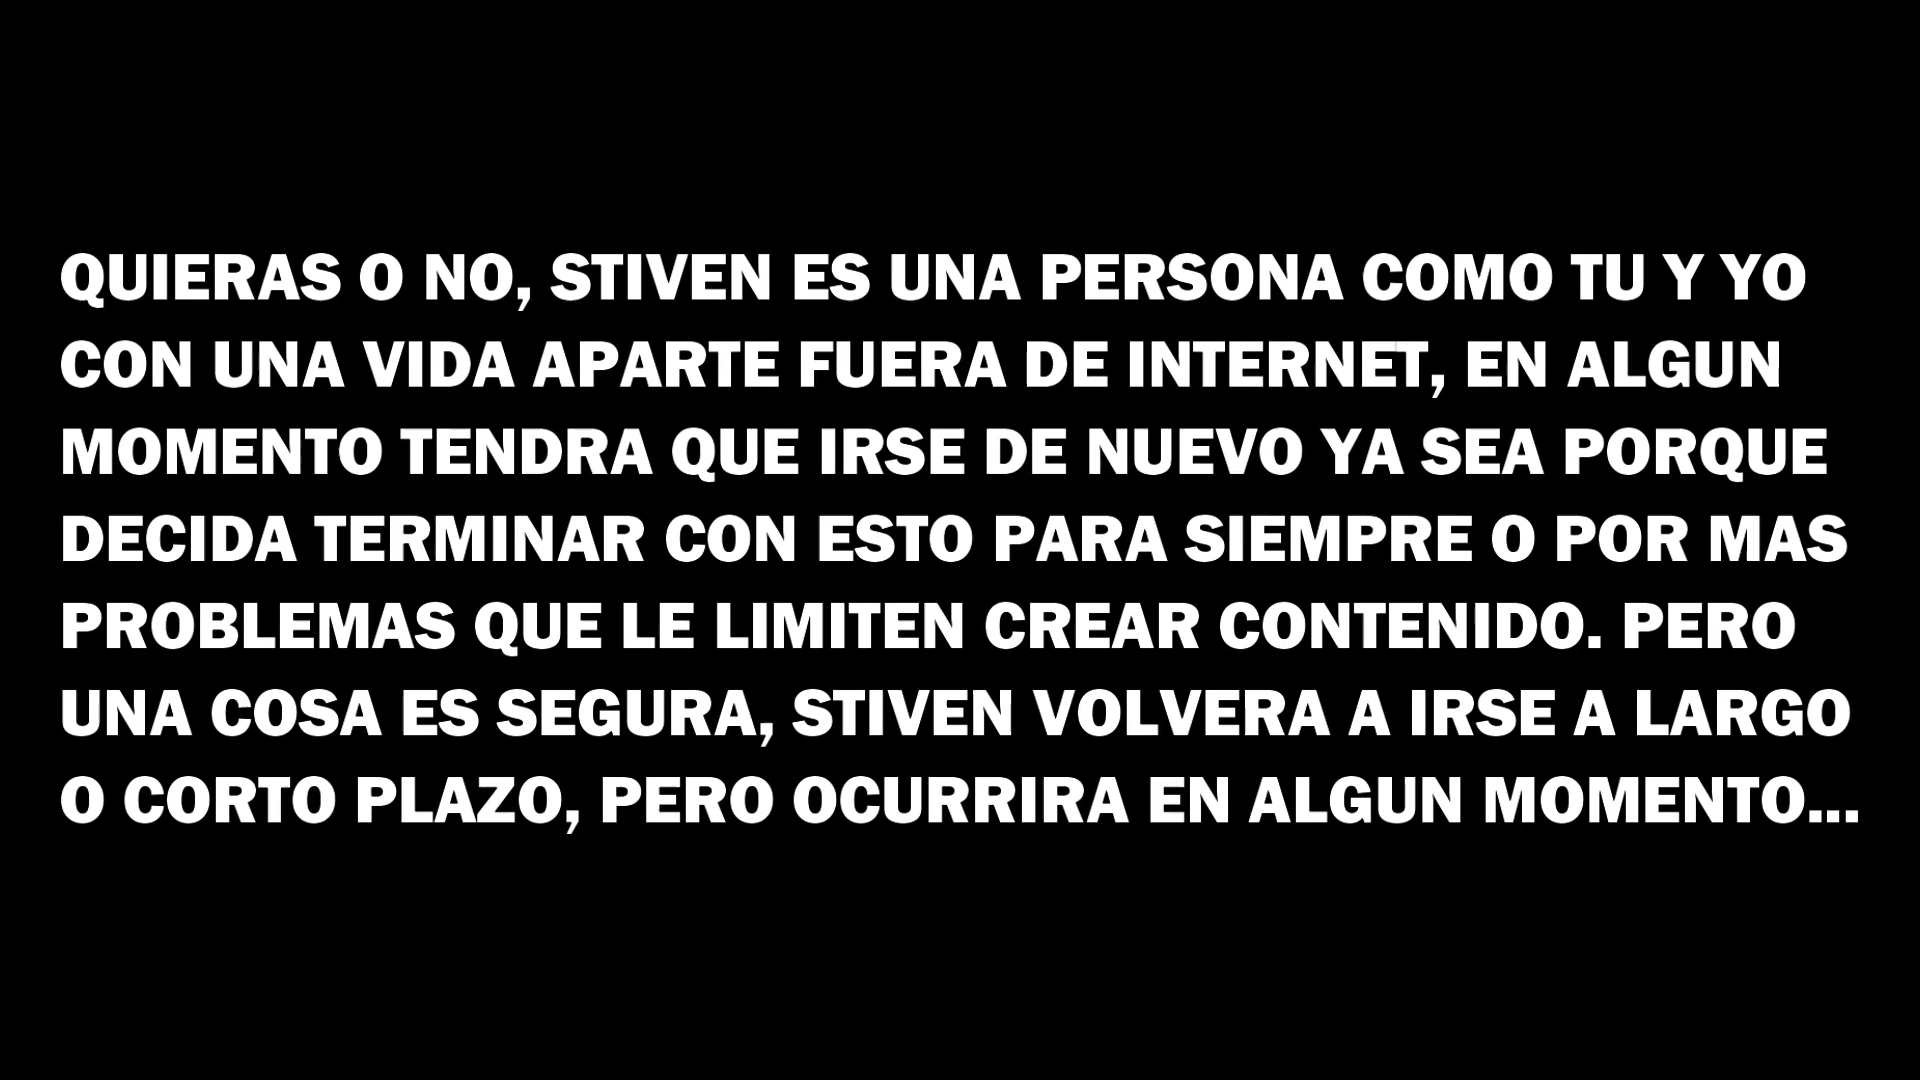 QUIERAS O NO, STIVEN ES UNA PERSONA COMO TU Y YO
CON UNA VIDA APARTE FUERA DE INTERNET, EN ALGUN
MOMENTO TENDRA QUE IRSE DE NUEVO YA SEA PORQUE
DECIDA TERMINAR CON ESTO PARA SIEMPRE O POR MAS
PROBLEMAS QUE LE LIMITEN CREAR CONTENIDO. PERO
UNA COSA ES SEGURA, STIVEN VOLVERA A IRSE A LARGO
O CORTO PLAZO, PERO OCURRIRA EN ALGUN MOMENTO...